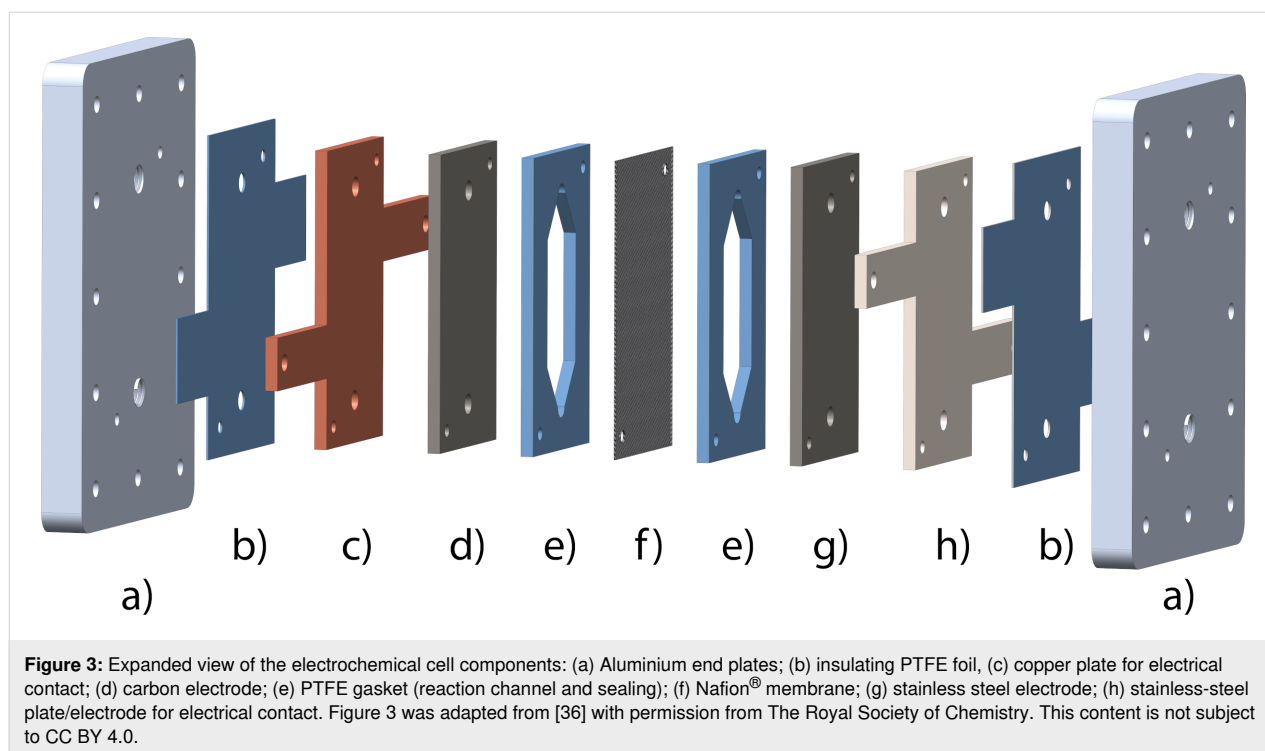 b) c) d) e) f) e) g) h) b)
a) a)
Figure 3: Expanded view of the electrochemical cell components: (a) Aluminium end plates; (b) insulating PTFE foil, (c) copper plate for electrical
contact; (d) carbon electrode; (e) PTFE gasket (reaction channel and sealing); (f) Nafion® membrane; (g) stainless steel electrode; (h) stainless-steel
plate/electrode for electrical contact. Figure 3 was adapted from [36] with permission from The Royal Society of Chemistry. This content is not subject
to CC BY 4.0.